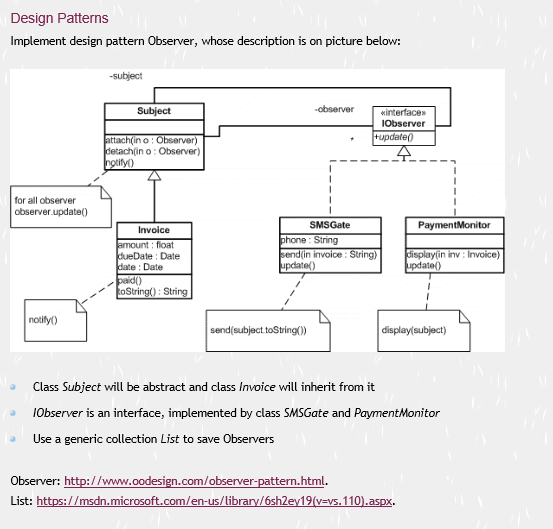 Design Patterns
Implement design pattern Observer, whose description is on picture below:
-subject
Subject
attach(in o : Observer)
detach(in o : Observer)
notify()
-observer
*
«interface»
IObserver
+update()
for all observer
observer.update()
Invoice
amount : float
dueDate : Date
date : Date
paid()
toString() : String
SMSGate
phone : String
send(in invoice : String)
update()
PaymentMonitor
display(in inv : Invoice)
update()
notify()
send(subject.toString())
display(subject)
Class Subject will be abstract and class Invoice will inherit from it
IObserver is an interface, implemented by class SMSGate and PaymentMonitor
Use a generic collection List to save Observers
Observer: http://www.oodesign.com/observer-pattern.html.
List: https://msdn.microsoft.com/en-us/library/6sh2ey19(v=vs.110).aspx.